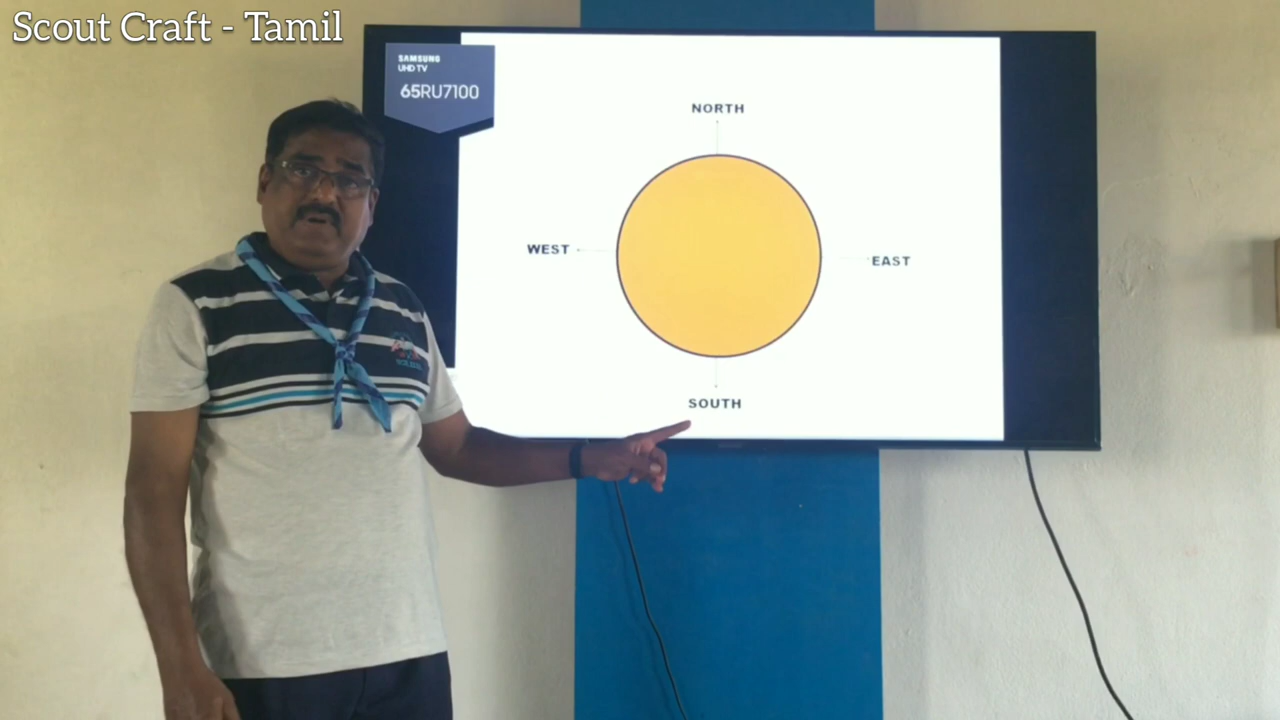 Scout Craft - Tamil
SAMSUNG
UHD TV
65RU7100
NORTH
WEST
EAST
SOUTH